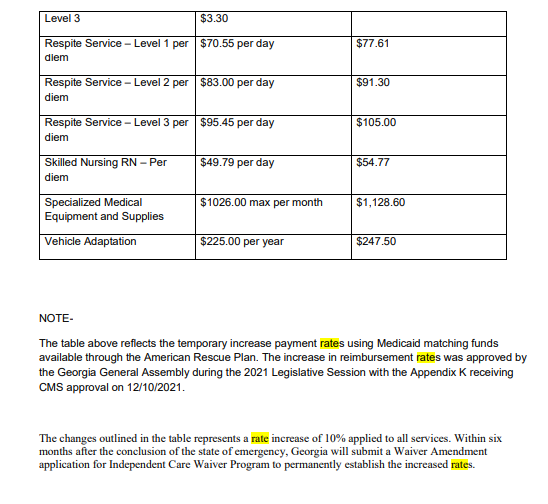 Level 3 $3.30
Respite Service – Level 1 per $70.55 per day $77.61
diem
Respite Service – Level 2 per $83.00 per day $91.30
diem
Respite Service – Level 3 per $95.45 per day $105.00
diem
Skilled Nursing RN – Per $49.79 per day $54.77
diem
Specialized Medical $1026.00 max per month $1,128.60
Equipment and Supplies
Vehicle Adaptation $225.00 per year $247.50
NOTE-
The table above reflects the temporary increase payment rates using Medicaid matching funds
available through the American Rescue Plan. The increase in reimbursement rates was approved by
the Georgia General Assembly during the 2021 Legislative Session with the Appendix K receiving
CMS approval on 12/10/2021.
The changes outlined in the table represents a rate increase of 10% applied to all services. Within six
months after the conclusion of the state of emergency, Georgia will submit a Waiver Amendment
application for Independent Care Waiver Program to permanently establish the increased rates.